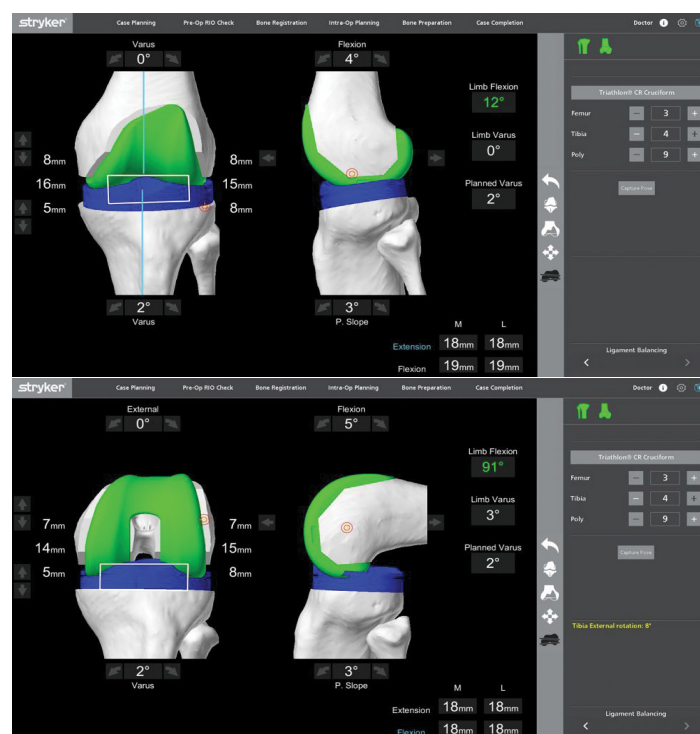 stryker Case Planning Pre-Op RIO Check Bone Registration Intra-Op Planning Bone Preparation Case Completion Doctor
Varus
0°
Flexion
4°
Limb Flexion
12°
Limb Varus
0°
Planned Varus
2°
8mm 8mm
16mm 15mm
5mm 8mm
2°
Varus
3°
P. Slope
M L
Extension 18mm 18mm
Flexion 19mm 19mm
Triathlon® CR Cruciform
Femur − 3 +
Tibia − 4 +
Poly − 9 +
Capture Pose
Ligament Balancing
< >
stryker Case Planning Pre-Op RIO Check Bone Registration Intra-Op Planning Bone Preparation Case Completion Doctor
External
0°
Flexion
5°
Limb Flexion
91°
Limb Varus
3°
Planned Varus
2°
7mm 7mm
14mm 15mm
5mm 8mm
2°
Varus
3°
P. Slope
M L
Extension 18mm 18mm
Flexion 18mm 18mm
Triathlon® CR Cruciform
Femur − 3 +
Tibia − 4 +
Poly − 9 +
Capture Pose
Tibia External rotation: 8°
Ligament Balancing
< >